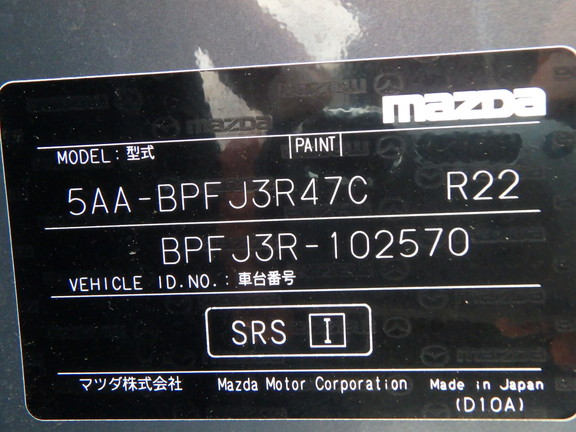 mazda
MODEL : 型式 PAINT
5AA-BPFJ3R47C R22
BPFJ3R-102570
VEHICLE ID.NO. : 車台番号
SRS I
マツダ株式会社 Mazda Motor Corporation Made in Japan
(D10A)